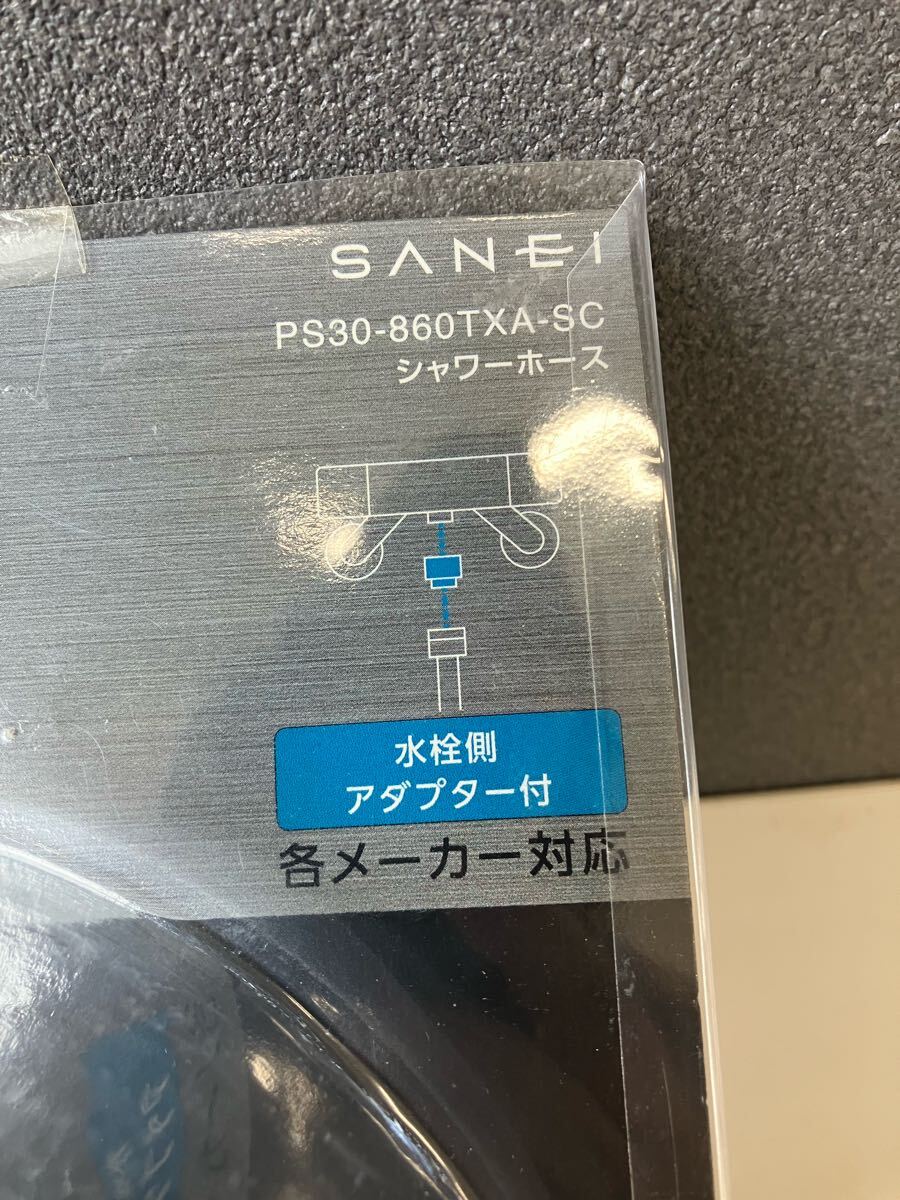 SANEI
PS30-860TXA-SC
シャワーホース
水栓側
アダプター付
各メーカー対応